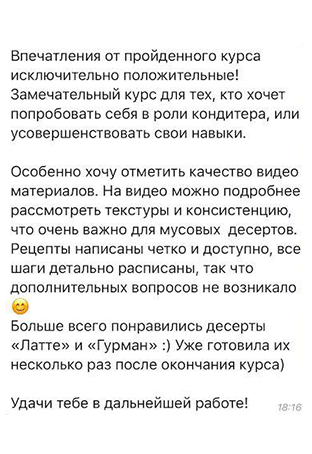 Впечатления от пройденного курса
исключительно положительные!
Замечательный курс для тех, кто хочет
попробовать себя в роли кондитера, или
усовершенствовать свои навыки.

Особенно хочу отметить качество видео
материалов. На видео можно подробнее
рассмотреть текстуры и консистенцию,
что очень важно для мусовых  десертов.
Рецепты написаны четко и доступно, все
шаги детально расписаны, так что
дополнительных вопросов не возникало
😊
Больше всего понравились десерты
«Латте» и «Гурман» :) Уже готовила их
несколько раз после окончания курса)

Удачи тебе в дальнейшей работе!
18:16